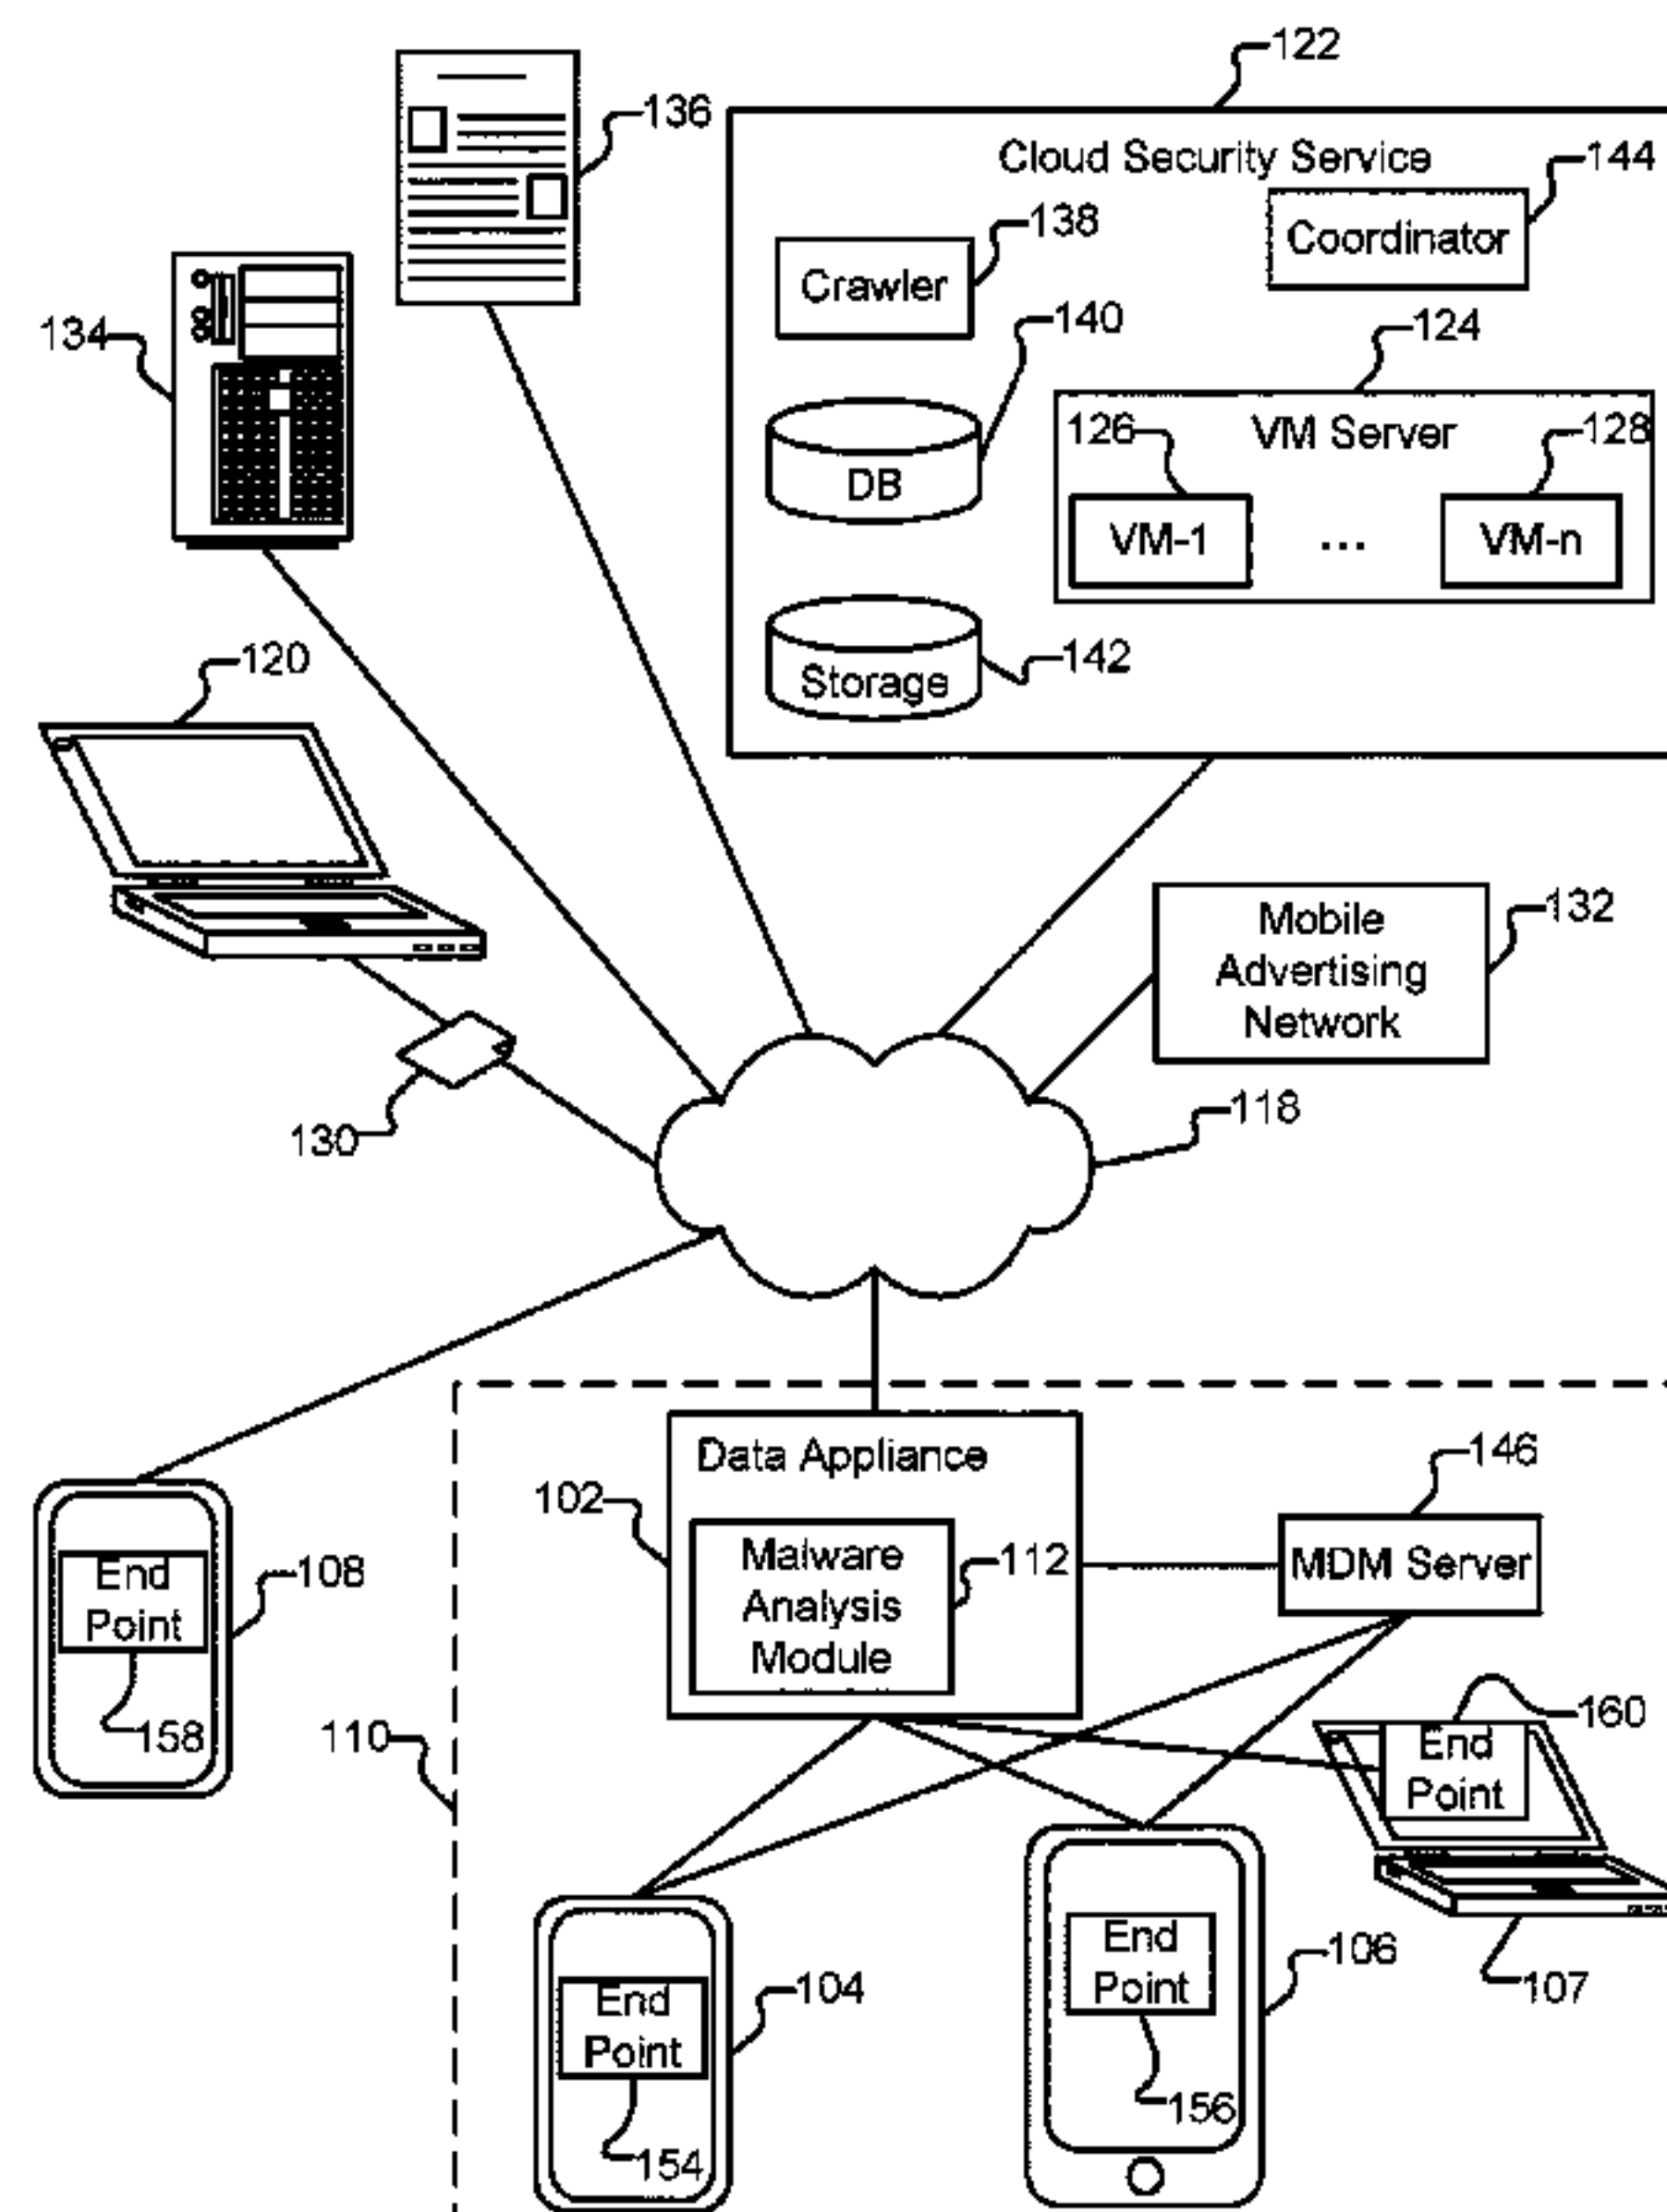 122
136
Cloud Security Service
144
138
Coordinator
Crawler
134
140
124
126
VM Server
128
DB
VM-1
...
VM-n
120
142
Storage
Mobile
Advertising
Network
132
130
118
Data Appliance
146
102
Malware
Analysis
Module
112
MDM Server
End
Point
108
158
110
160
End
Point
End
Point
106
107
End
Point
104
156
154